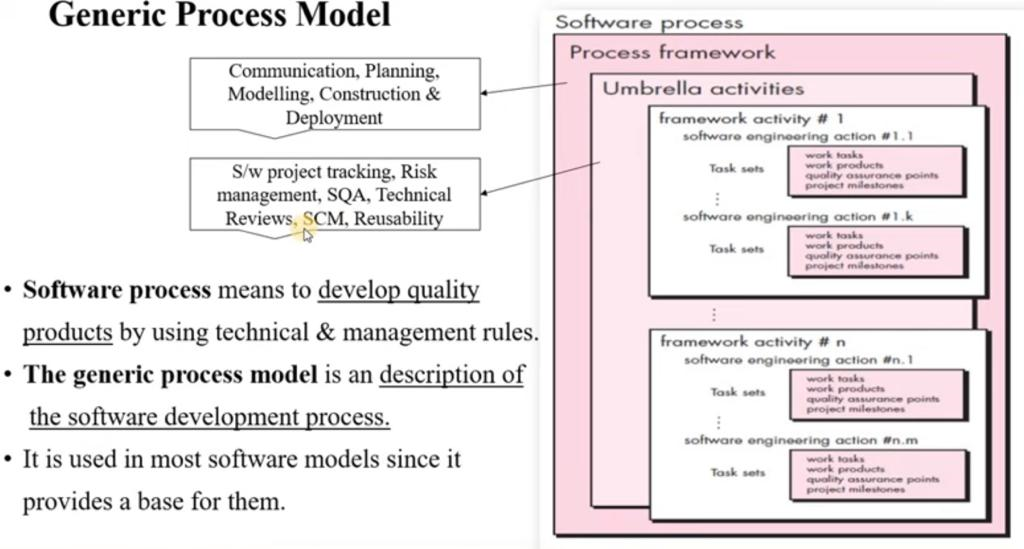 Generic Process Model
Communication, Planning,
Modelling, Construction &
Deployment
S/w project tracking, Risk
management, SQA, Technical
Reviews, SCM, Reusability
• Software process means to develop quality
products by using technical & management rules.
• The generic process model is an description of
the software development process.
• It is used in most software models since it
provides a base for them.
Software process
Process framework
Umbrella activities
framework activity # 1
software engineering action #1.1
Task sets
work tasks
work products
quality assurance points
project milestones
software engineering action #1.k
Task sets
work tasks
work products
quality assurance points
project milestones
framework activity # n
software engineering action #n.1
Task sets
work tasks
work products
quality assurance points
project milestones
software engineering action #n.m
Task sets
work tasks
work products
quality assurance points
project milestones